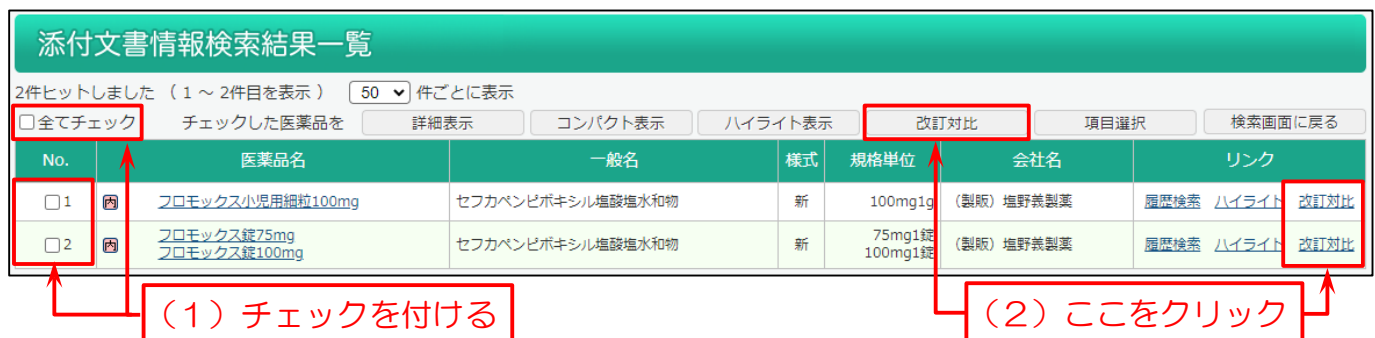 添付文書情報検索結果一覧
2件ヒットしました （ 1 ～ 2件目を表示 ） 50 件ごとに表示
全てチェック チェックした医薬品を 詳細表示 コンパクト表示 ハイライト表示 改訂対比 項目選択 検索画面に戻る
No. 医薬品名 一般名 様式 規格単位 会社名 リンク
1 内 フロモックス小児用細粒100mg セフカペンピボキシル塩酸塩水和物 新 100mg1g （製販）塩野義製薬 履歴検索 ハイライト 改訂対比
2 内 フロモックス錠75mg セフカペンピボキシル塩酸塩水和物 新 75mg1錠 （製販）塩野義製薬 履歴検索 ハイライト 改訂対比
フロモックス錠100mg 100mg1錠
（１）チェックを付ける （２）ここをクリック